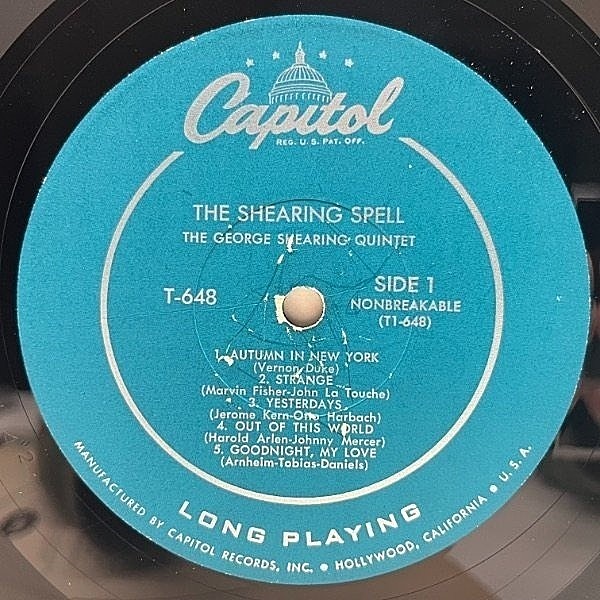 Capitol
REG. U.S. PAT. OFF.
THE SHEARING SPELL
THE GEORGE SHEARING QUINTET
T-648
SIDE 1
NONBREAKABLE
(T1-648)
1. AUTUMN IN NEW YORK
(Vernon Duke)
2. STRANGE
(Marvin Fisher-John La Touche)
3. YESTERDAYS
(Jerome Kern-Otto Harbach)
4. OUT OF THIS WORLD
(Harold Arlen-Johnny Mercer)
5. GOODNIGHT, MY LOVE
(Arnheim-Tobias-Daniels)
LONG PLAYING
MANUFACTURED BY CAPITOL RECORDS, INC. • HOLLYWOOD, CALIFORNIA • U.S.A.